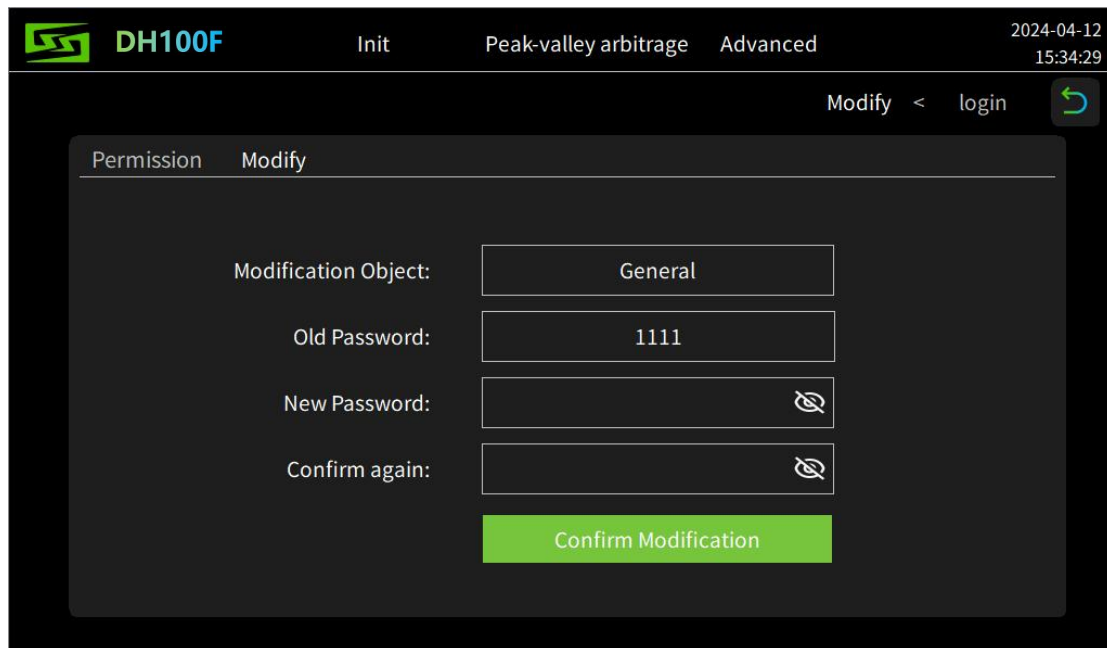 DH100F Init Peak-valley arbitrage Advanced 2024-04-12
15:34:29
Modify < login
Permission Modify
Modification Object: General
Old Password: 1111
New Password:
Confirm again:
Confirm Modification